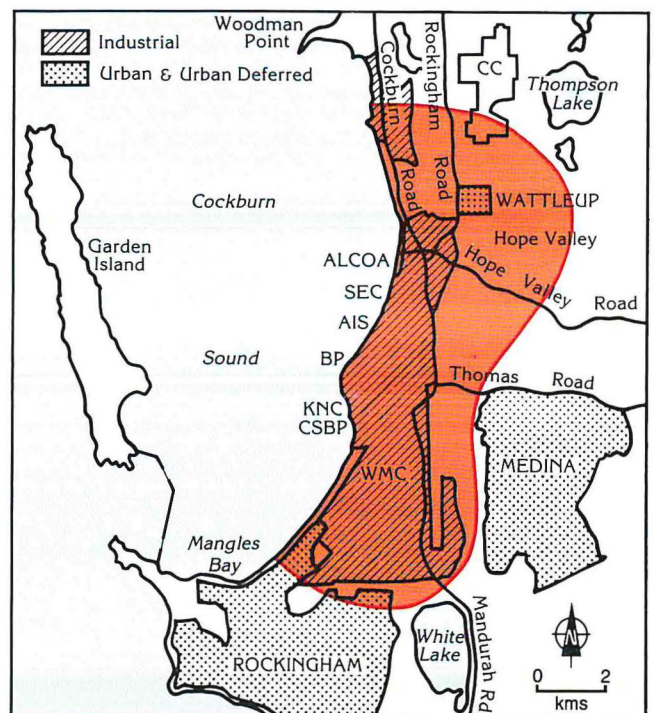 Industrial
Urban & Urban Deferred
Woodman
Point
Cockburn
Road
Rockingham
Road
CC
Thompson
Lake
Cockburn
WATTLEUP
Garden
Island
Hope Valley
ALCOA
Hope Valley Road
SEC
AIS
Sound
BP
Thomas Road
KNC
CSBP
WMC
MEDINA
Mangles
Bay
Mandurah Rd
White
Lake
ROCKINGHAM
N
0 2
kms